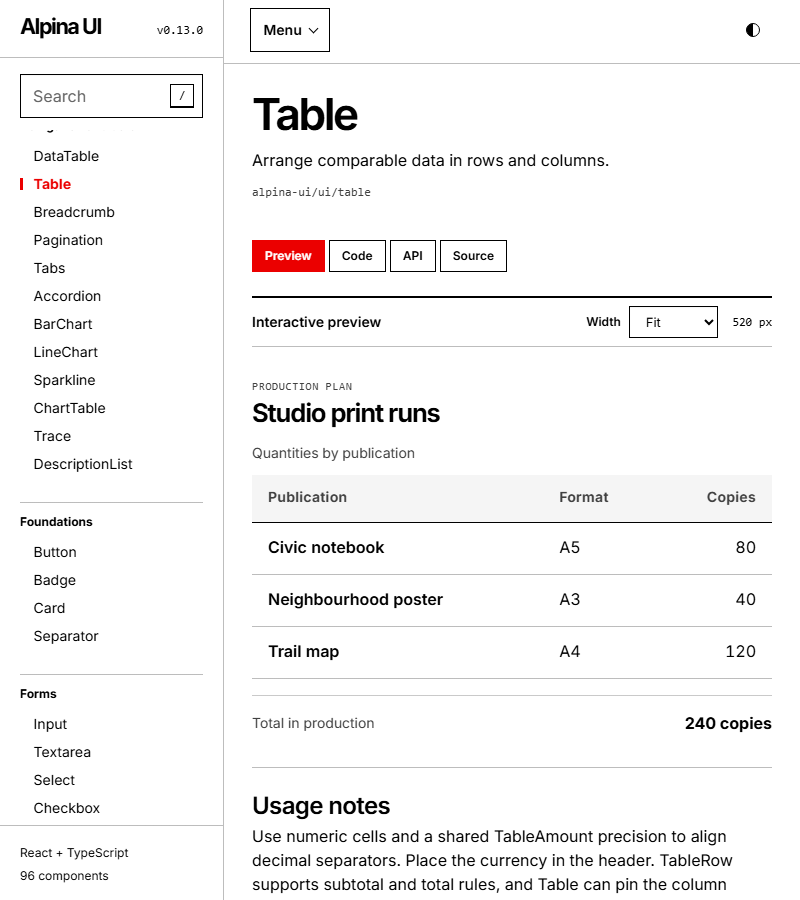 Alpina UI
v0.13.0
Search
/
DataTable
Table
Breadcrumb
Pagination
Tabs
Accordion
BarChart
LineChart
Sparkline
ChartTable
Trace
DescriptionList
Foundations
Button
Badge
Card
Separator
Forms
Input
Textarea
Select
Checkbox
React + TypeScript
96 components
Menu
Table
Arrange comparable data in rows and columns.
alpina-ui/ui/table
Preview Code API Source
Interactive preview Width Fit 520 px
PRODUCTION PLAN
Studio print runs
Quantities by publication
Publication Format Copies
Civic notebook A5 80
Neighbourhood poster A3 40
Trail map A4 120
Total in production 240 copies
Usage notes
Use numeric cells and a shared TableAmount precision to align
decimal separators. Place the currency in the header. TableRow
supports subtotal and total rules, and Table can pin the column